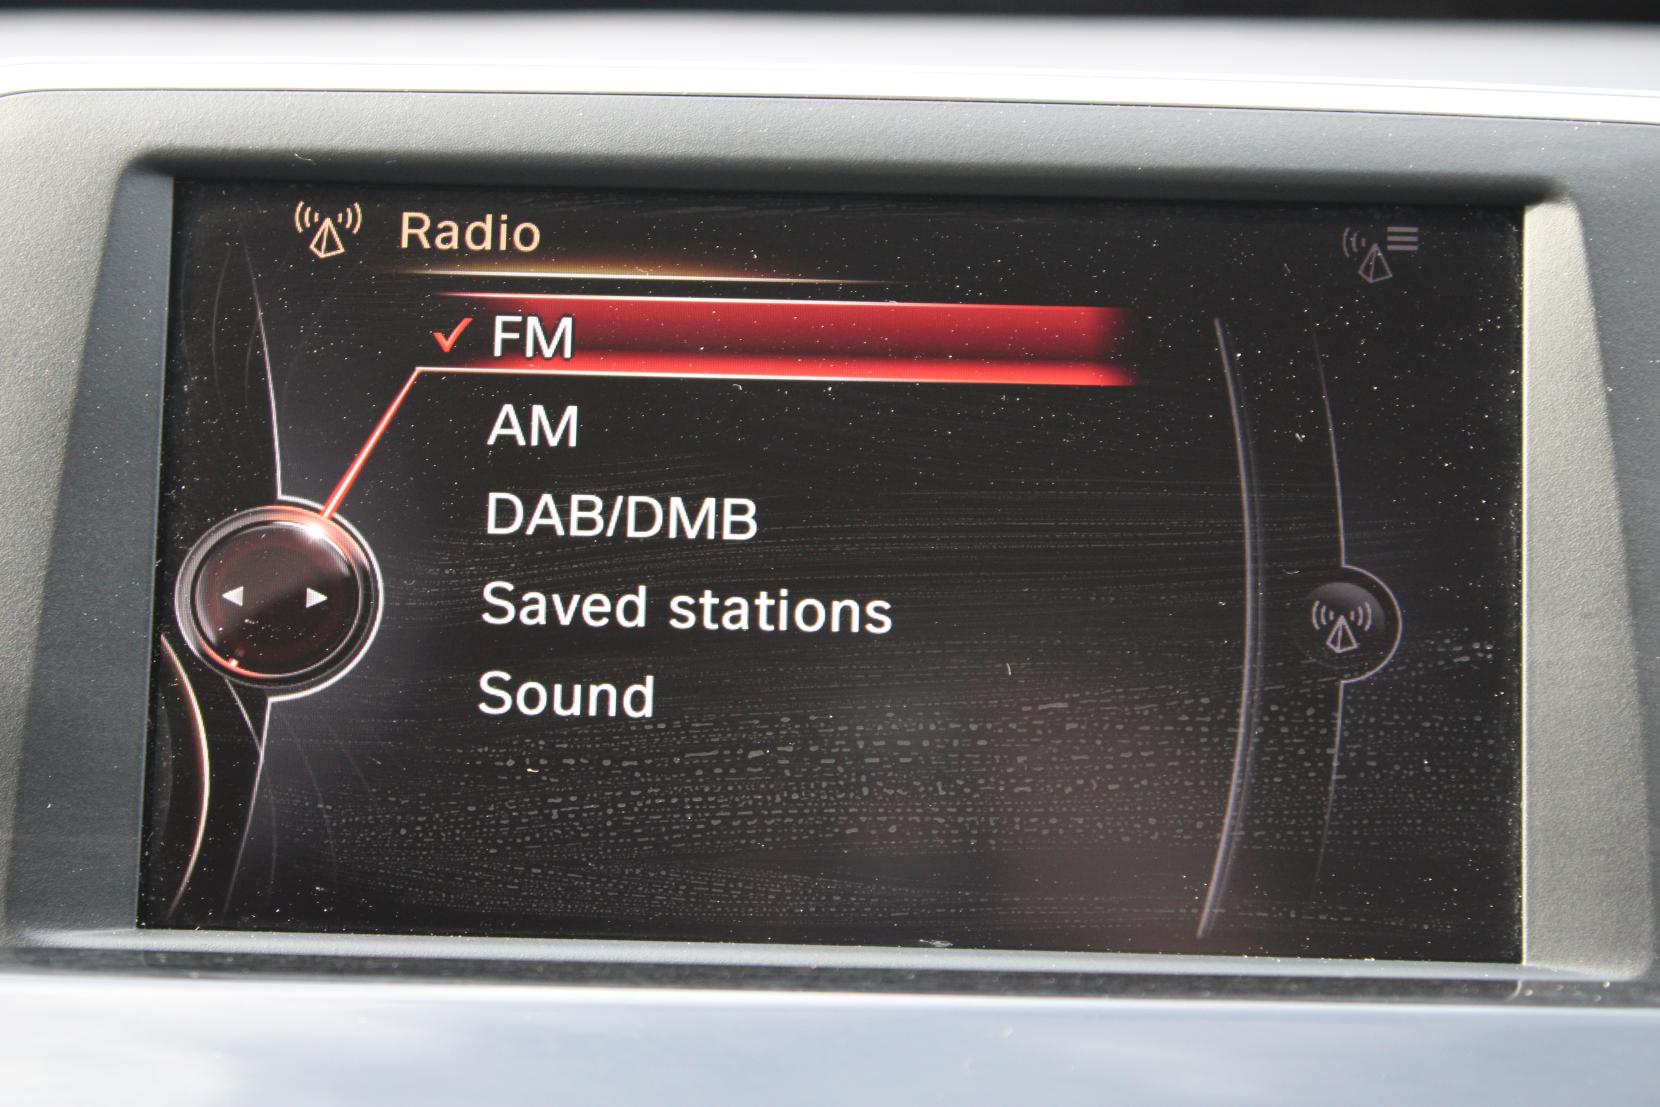 Radio
FM
AM
DAB/DMB
Saved stations
Sound